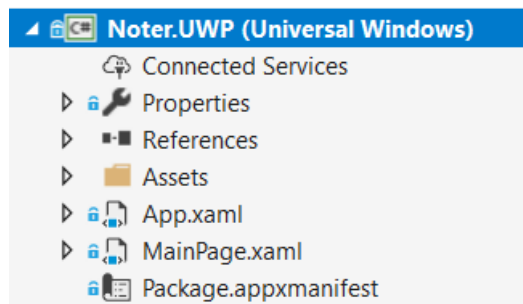 C# Noter.UWP (Universal Windows)
Connected Services
Properties
References
Assets
App.xaml
MainPage.xaml
Package.appxmanifest